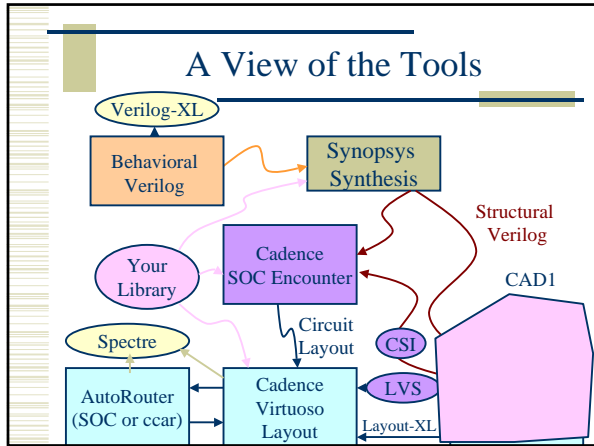 A View of the Tools
Verilog-XL
Behavioral
Verilog
Synopsys
Synthesis
Structural
Verilog
Your
Library
Cadence
SOC Encounter
CAD1
Circuit
Layout
CSI
Spectre
LVS
AutoRouter
(SOC or ccar)
Cadence
Virtuoso
Layout
Layout-XL